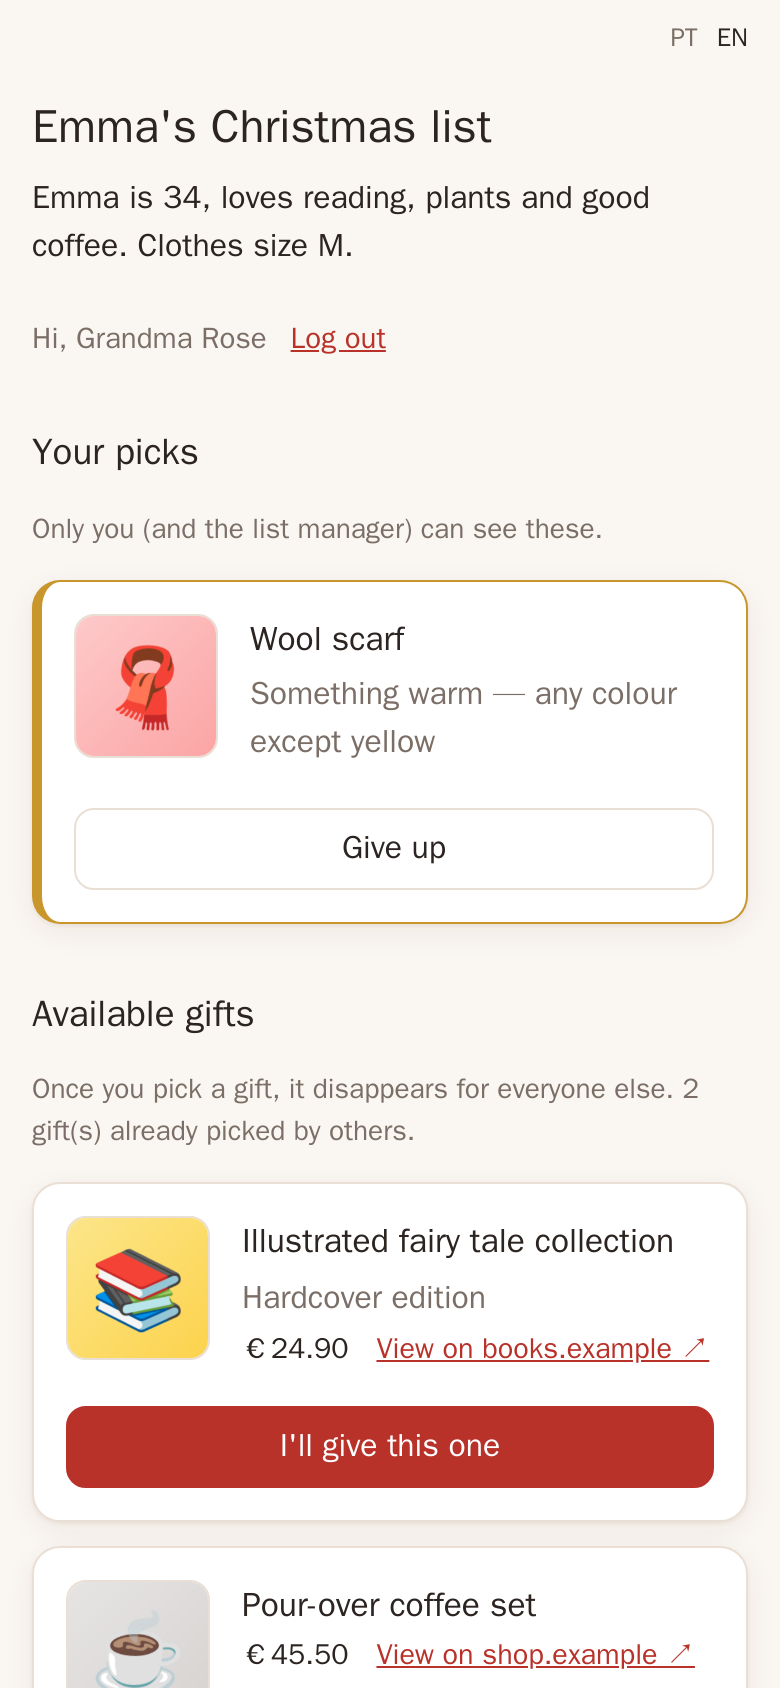 PT EN
Emma's Christmas list
Emma is 34, loves reading, plants and good
coffee. Clothes size M.
Hi, Grandma Rose Log out
Your picks
Only you (and the list manager) can see these.
Wool scarf
Something warm — any colour
except yellow
Give up
Available gifts
Once you pick a gift, it disappears for everyone else. 2
gift(s) already picked by others.
Illustrated fairy tale collection
Hardcover edition
€ 24.90 View on books.example ↗
I'll give this one
Pour-over coffee set
€ 45.50 View on shop.example ↗